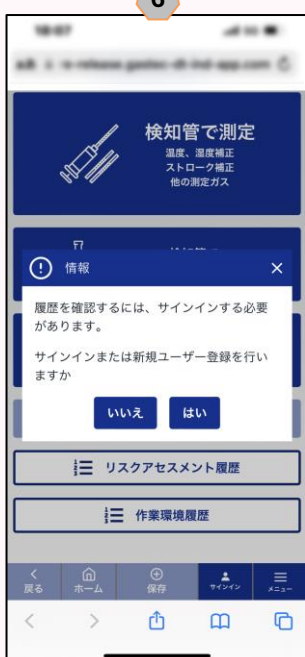 6
検知管で測定
温度、湿度補正
ストローク補正
他の測定ガス
情報
履歴を確認するには、サインインする必要
があります。
サインインまたは新規ユーザー登録を行い
ますか
いいえ
はい
リスクアセスメント履歴
作業環境履歴
戻る
ホーム
保存
サインイン
メニュー